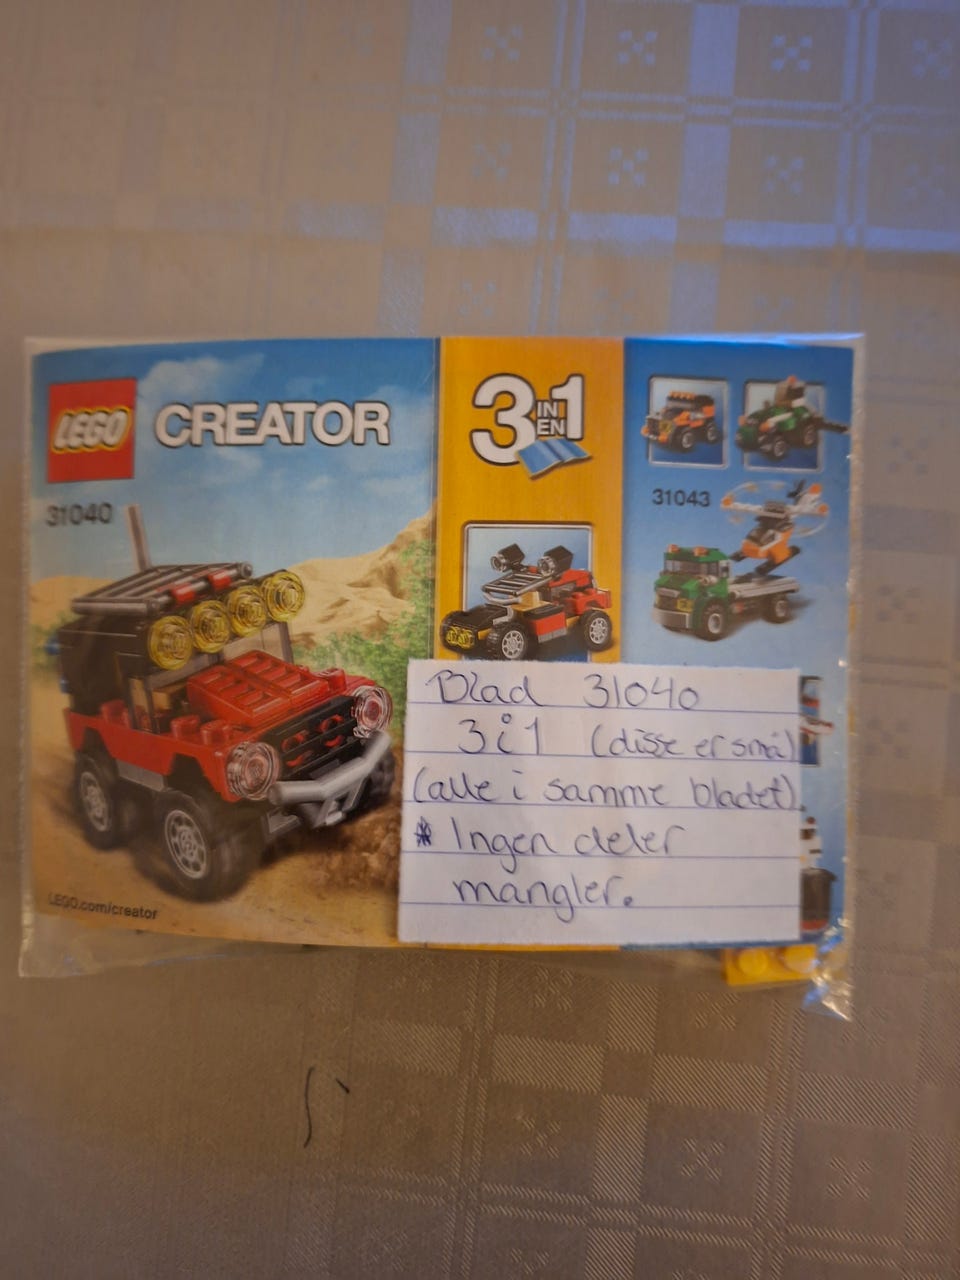 LEGO CREATOR
31040
3 IN EN 1
31043
Blad 31040
3 i 1 (disse er små)
(alle i samme bladet)
* Ingen deler
mangler.
LEGO.com/creator